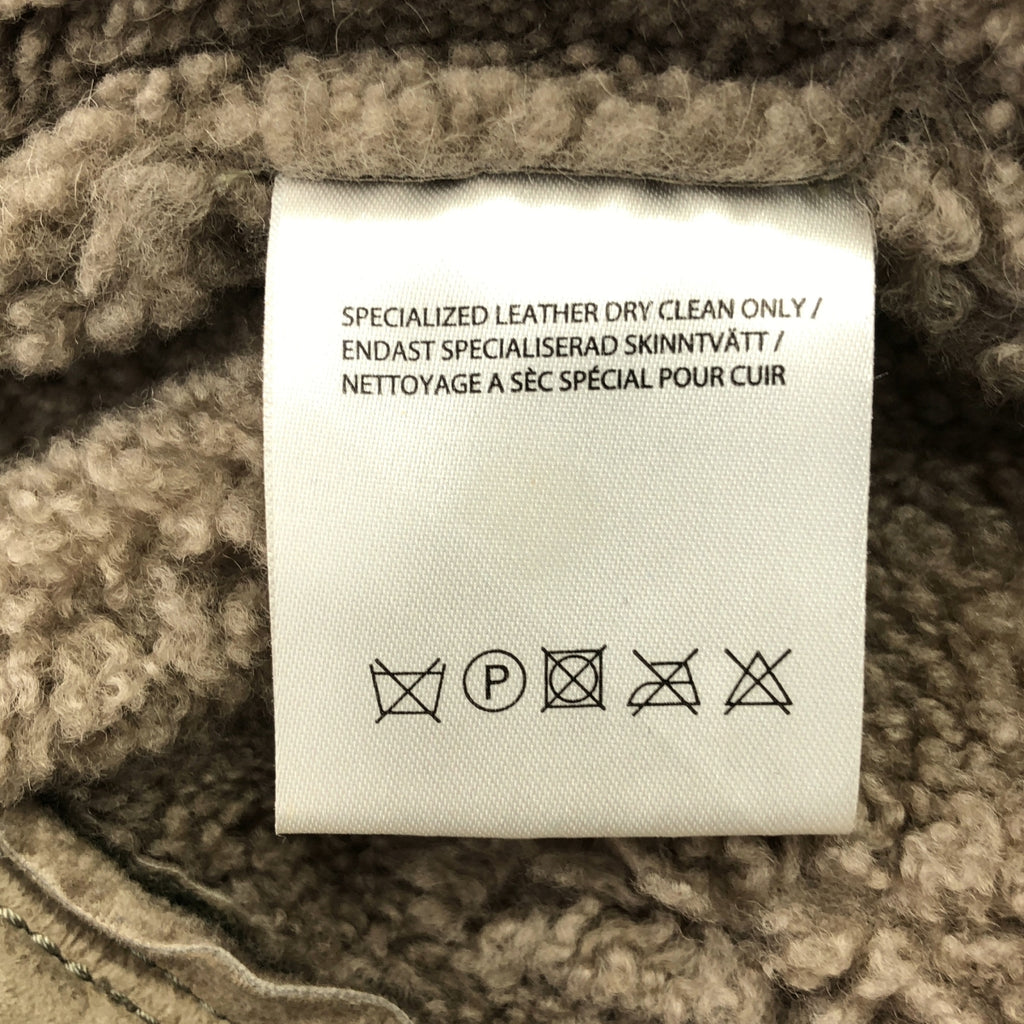 SPECIALIZED LEATHER DRY CLEAN ONLY /
ENDAST SPECIALISERAD SKINNTVÄTT /
NETTOYAGE A SÈC SPÉCIAL POUR CUIR
P